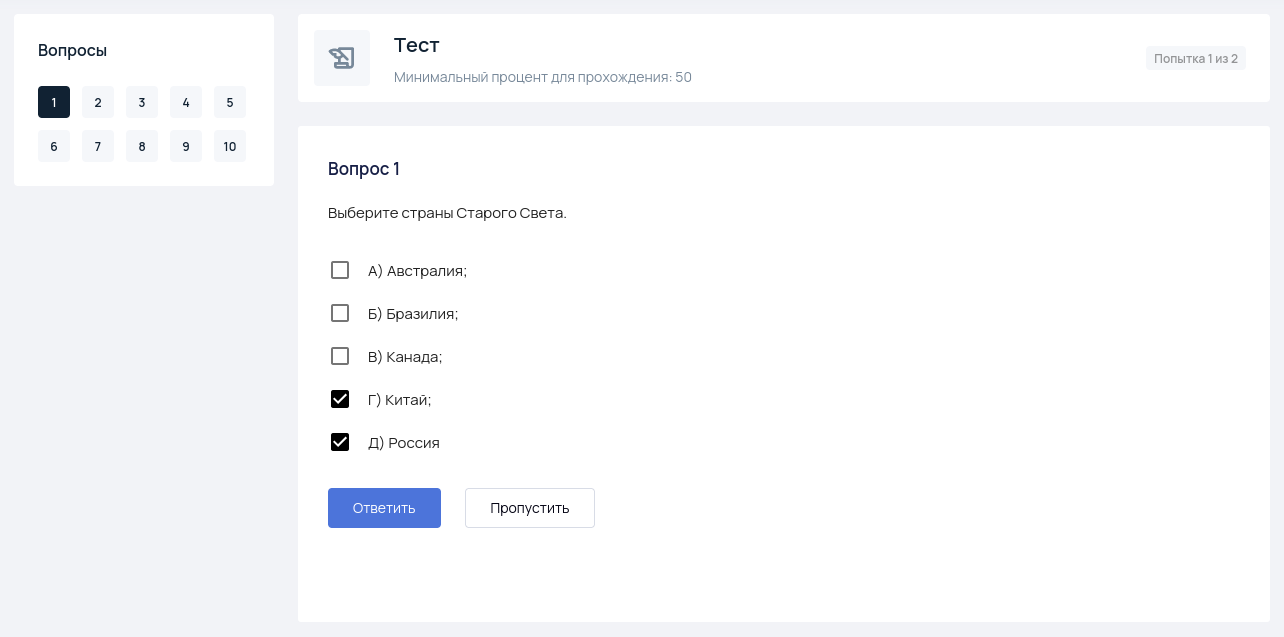 Вопросы
1 2 3 4 5
6 7 8 9 10
Тест
Минимальный процент для прохождения: 50
Попытка 1 из 2
Вопрос 1
Выберите страны Старого Света.
А) Австралия;
Б) Бразилия;
В) Канада;
Г) Китай;
Д) Россия
Ответить
Пропустить